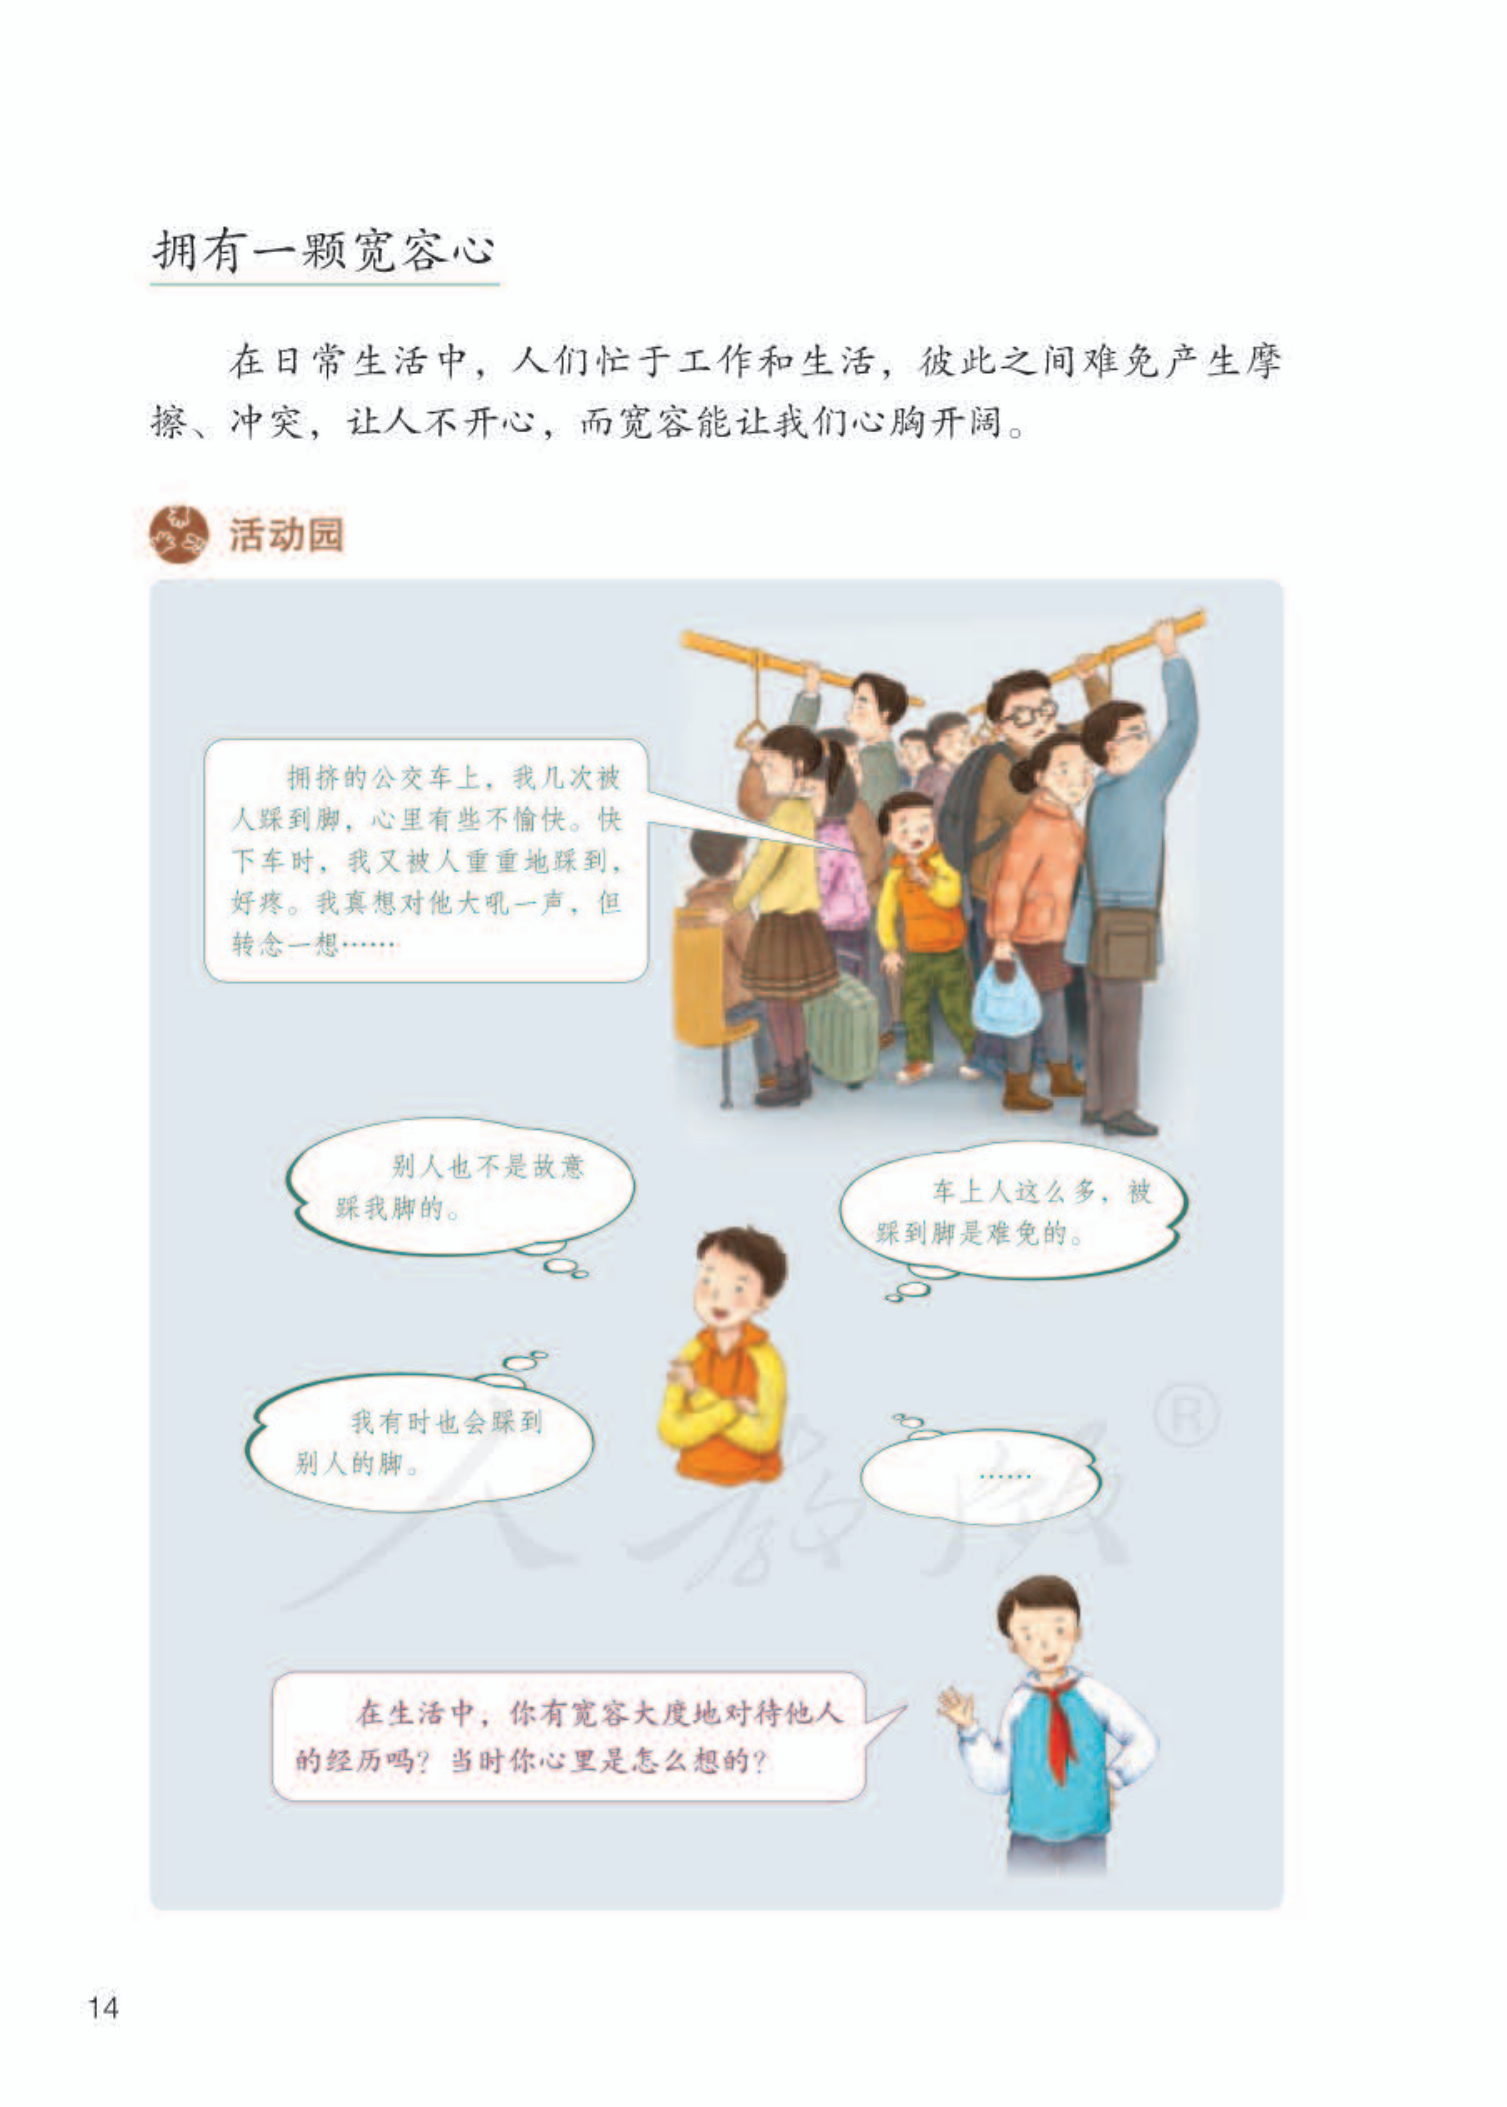 拥有一颗宽容心
在日常生活中，人们忙于工作和生活，彼此之间难免产生摩
擦、冲突，让人不开心，而宽容能让我们心胸开阔。
活动园
拥挤的公交车上，我几次被
人踩到脚，心里有些不愉快。快
下车时，我又被人重重地踩到，
好疼。我真想对他大吼一声，但
转念一想……
别人也不是故意
踩我脚的。
车上人这么多，被
踩到脚是难免的。
我有时也会踩到
别人的脚。
……
人教版®
在生活中，你有宽容大度地对待他人
的经历吗？当时你心里是怎么想的？
14